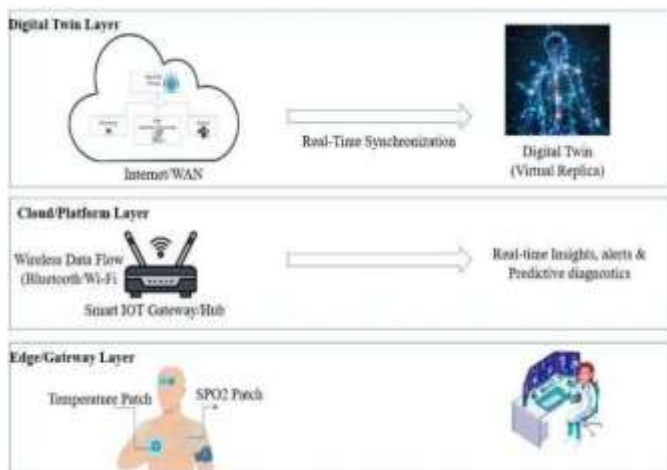 Digital Twin Layer
Internet/WAN
Real-Time Synchronization
Digital Twin
(Virtual Replica)
Cloud/Platform Layer
Wireless Data Flow
(Bluetooth/Wi-Fi
Smart IOT Gateway/Hub
Real-time Insights, alerts &
Predictive diagnostics
Edge/Gateway Layer
Temperature Patch
SPO2 Patch